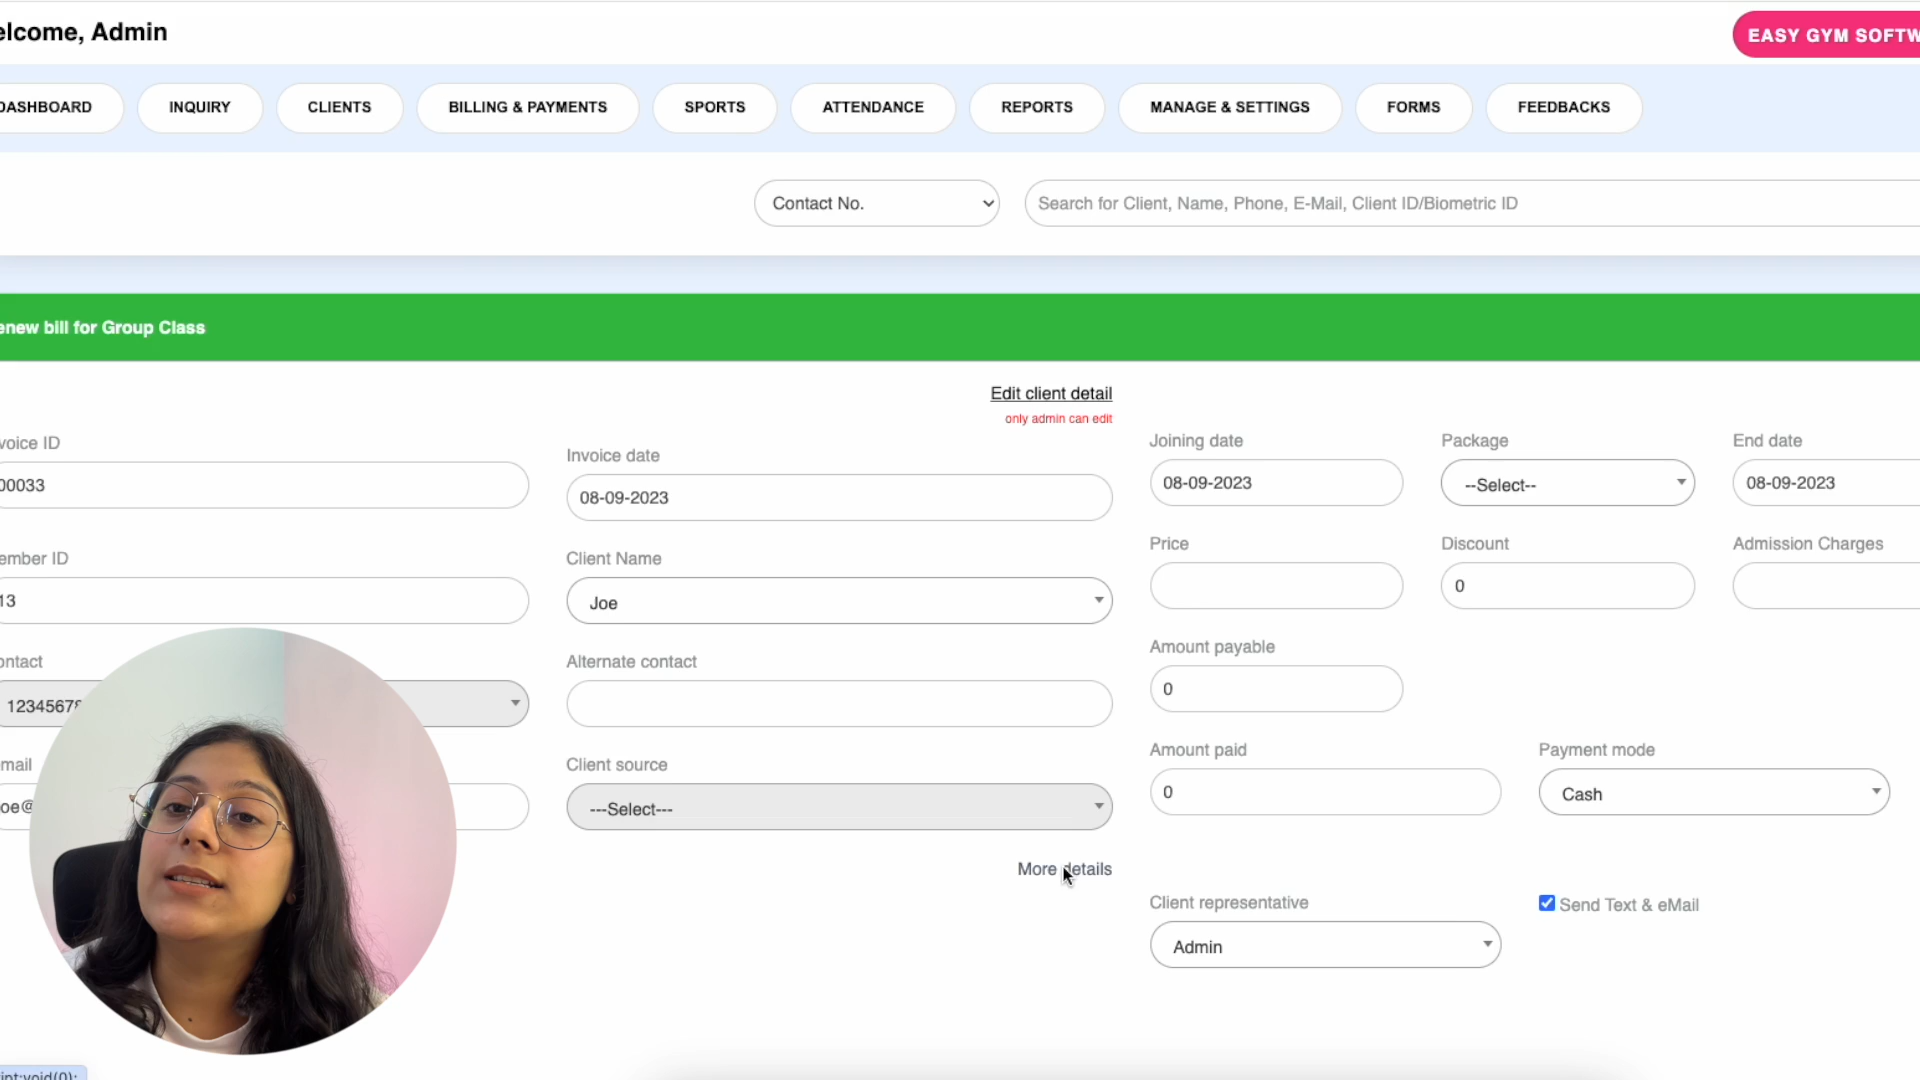 elcome, Admin
EASY GYM SOFTW
DASHBOARD
INQUIRY
CLIENTS
BILLING & PAYMENTS
SPORTS
ATTENDANCE
REPORTS
MANAGE & SETTINGS
FORMS
FEEDBACKS
Contact No.
Search for Client, Name, Phone, E-Mail, Client ID/Biometric ID
enew bill for Group Class
Edit client detail
only admin can edit
voice ID
00033
Invoice date
08-09-2023
Joining date
08-09-2023
Package
--Select--
End date
08-09-2023
ember ID
13
Client Name
Joe
Price
Discount
0
Admission Charges
ontact
12345678
Alternate contact
Amount payable
0
mail
oe@
Client source
---Select---
Amount paid
0
Payment mode
Cash
More details
Client representative
Admin
Send Text & eMail
int:void(0);